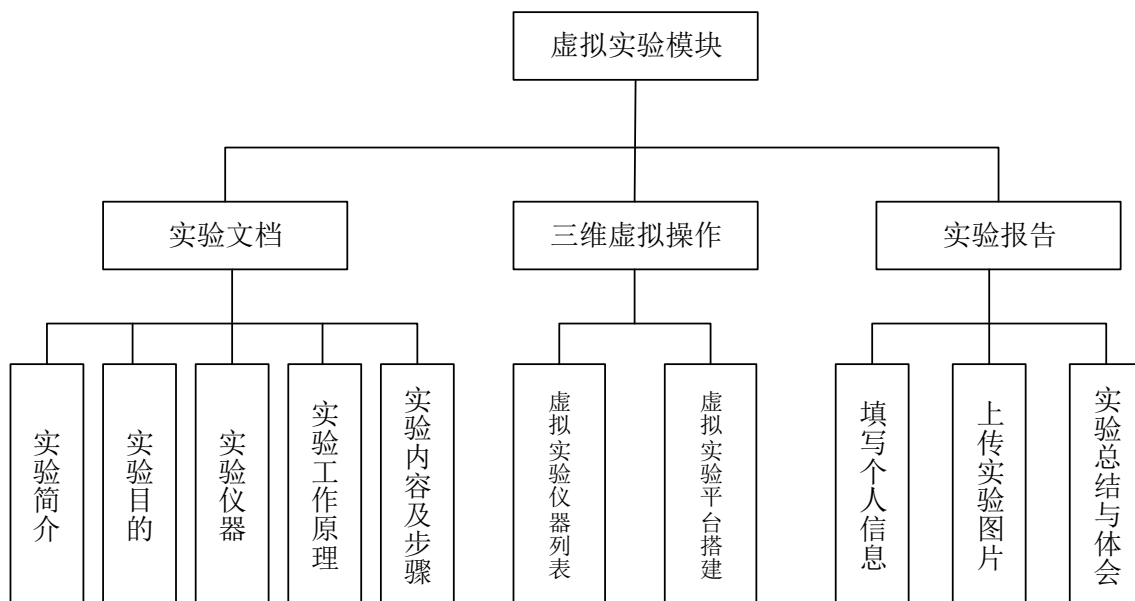 虚拟实验模块
实验文档
三维虚拟操作
实验报告
实验简介
实验目的
实验仪器
实验工作原理
实验内容及步骤
虚拟实验仪器列表
虚拟实验平台搭建
填写个人信息
上传实验图片
实验总结与体会